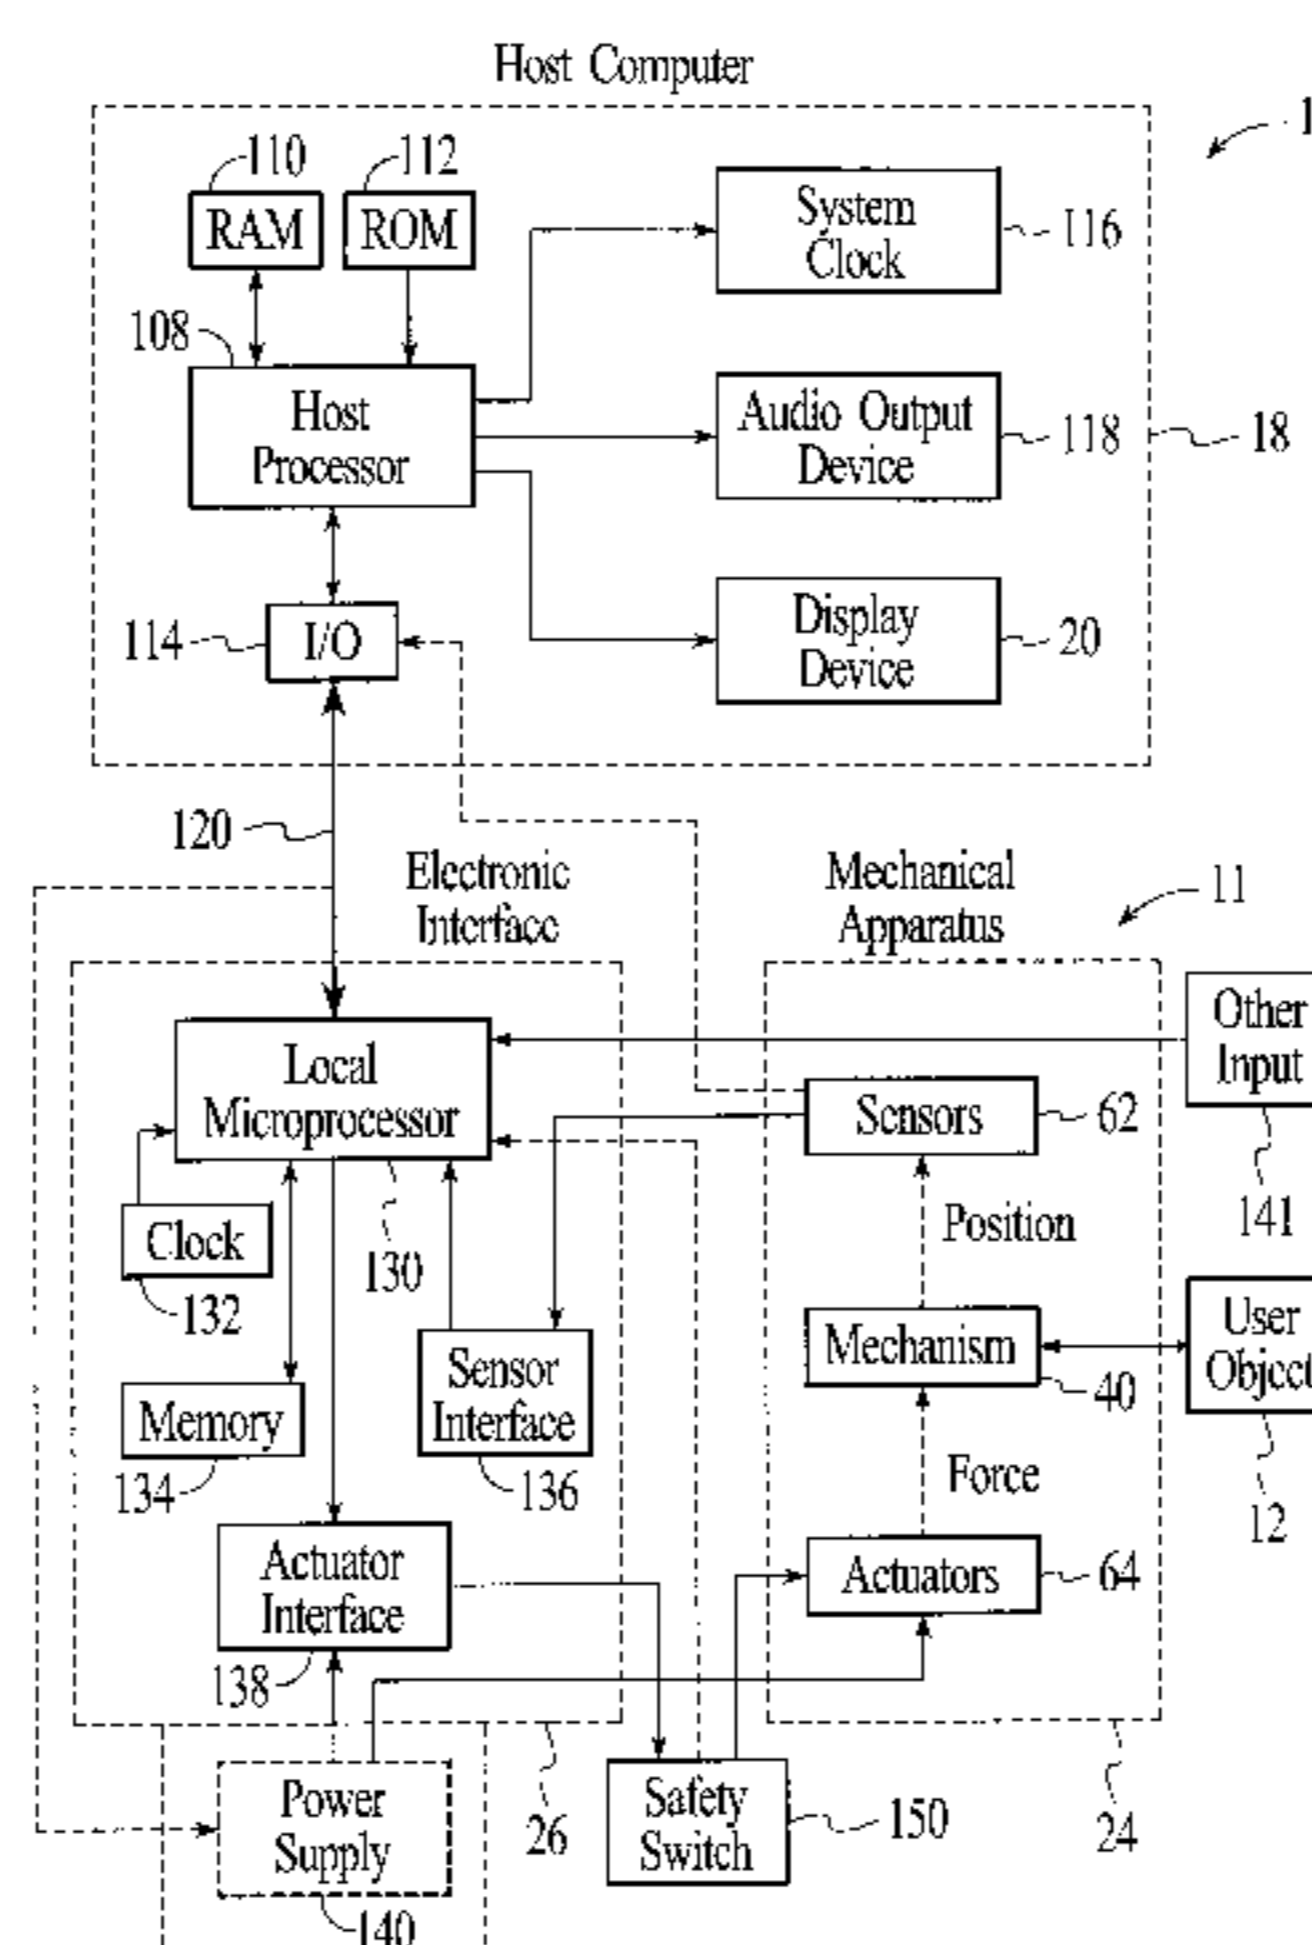 Host Computer
1
110
112
RAM
ROM
System
Clock
116
108
Host
Processor
Audio Output
Device
118
18
114
I/O
Display
Device
20
120
Electronic
Interface
Mechanical
Apparatus
11
Other
Input
Local
Microprocessor
Sensors
62
141
Clock
130
Position
132
Mechanism
User
Object
40
Sensor
Interface
Memory
134
136
Force
12
Actuator
Interface
Actuators
64
138
Power
Supply
26
Safety
Switch
150
24
140